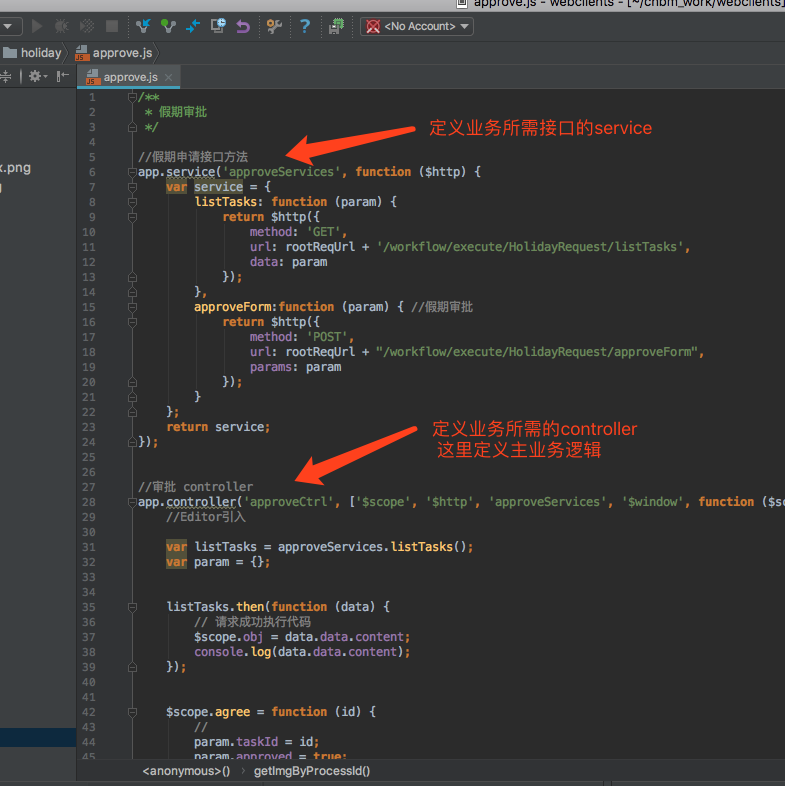 approve.js - webclients - [~/cnbm_work/webclients]
<No Account>
holiday
approve.js
approve.js
x.png
1 /**
2 * 假期审批
3 */
定义业务所需接口的service
4
5 //假期申请接口方法
6 app.service('approveServices', function ($http) {
7 var service = {
8 listTasks: function (param) {
9 return $http({
10 method: 'GET',
11 url: rootReqUrl + '/workflow/execute/HolidayRequest/listTasks',
12 data: param
13 });
14 },
15 approveForm:function (param) { //假期审批
16 return $http({
17 method: 'POST',
18 url: rootReqUrl + "/workflow/execute/HolidayRequest/approveForm",
19 params: param
20 });
21 }
22 };
23 return service;
24 });
25
定义业务所需的controller
这里定义主业务逻辑
26
27 //审批 controller
28 app.controller('approveCtrl', ['$scope', '$http', 'approveServices', '$window', function ($sc
29 //Editor引入
30
31 var listTasks = approveServices.listTasks();
32 var param = {};
33
34
35 listTasks.then(function (data) {
36 // 请求成功执行代码
37 $scope.obj = data.data.content;
38 console.log(data.data.content);
39 });
40
41
42 $scope.agree = function (id) {
43 //
44 param.taskId = id;
45 param.approved = true;
<anonymous>() › getImgByProcessId()